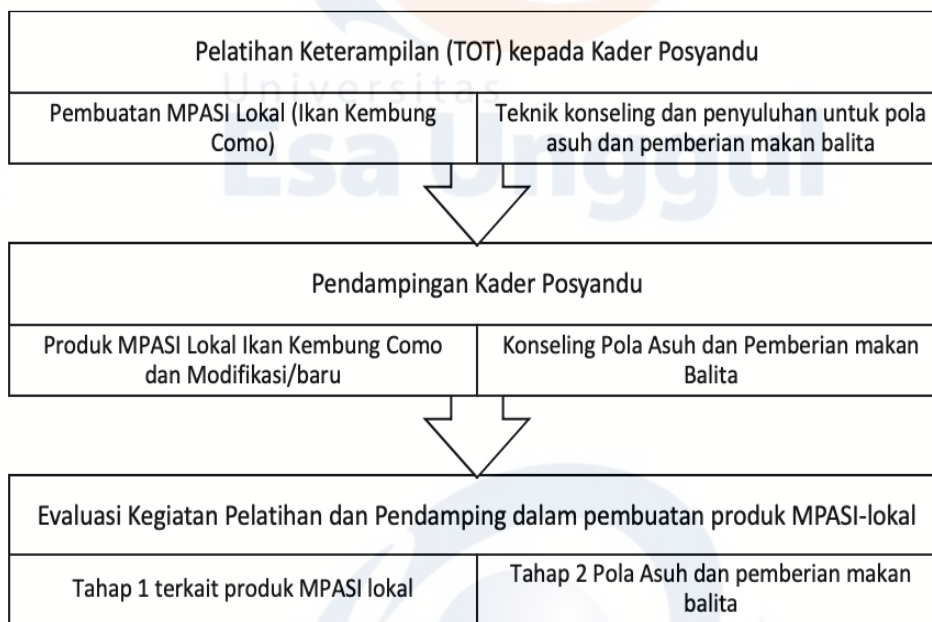 Pelatihan Keterampilan (TOT) kepada Kader Posyandu
Universitas
Esa Unggul
Pembuatan MPASI Lokal (Ikan Kembung
Como)
Teknik konseling dan penyuluhan untuk pola
asuh dan pemberian makan balita
Pendampingan Kader Posyandu
Produk MPASI Lokal Ikan Kembung Como
dan Modifikasi/baru
Konseling Pola Asuh dan Pemberian makan
Balita
Evaluasi Kegiatan Pelatihan dan Pendamping dalam pembuatan produk MPASI-lokal
Tahap 1 terkait produk MPASI lokal
Tahap 2 Pola Asuh dan pemberian makan
balita